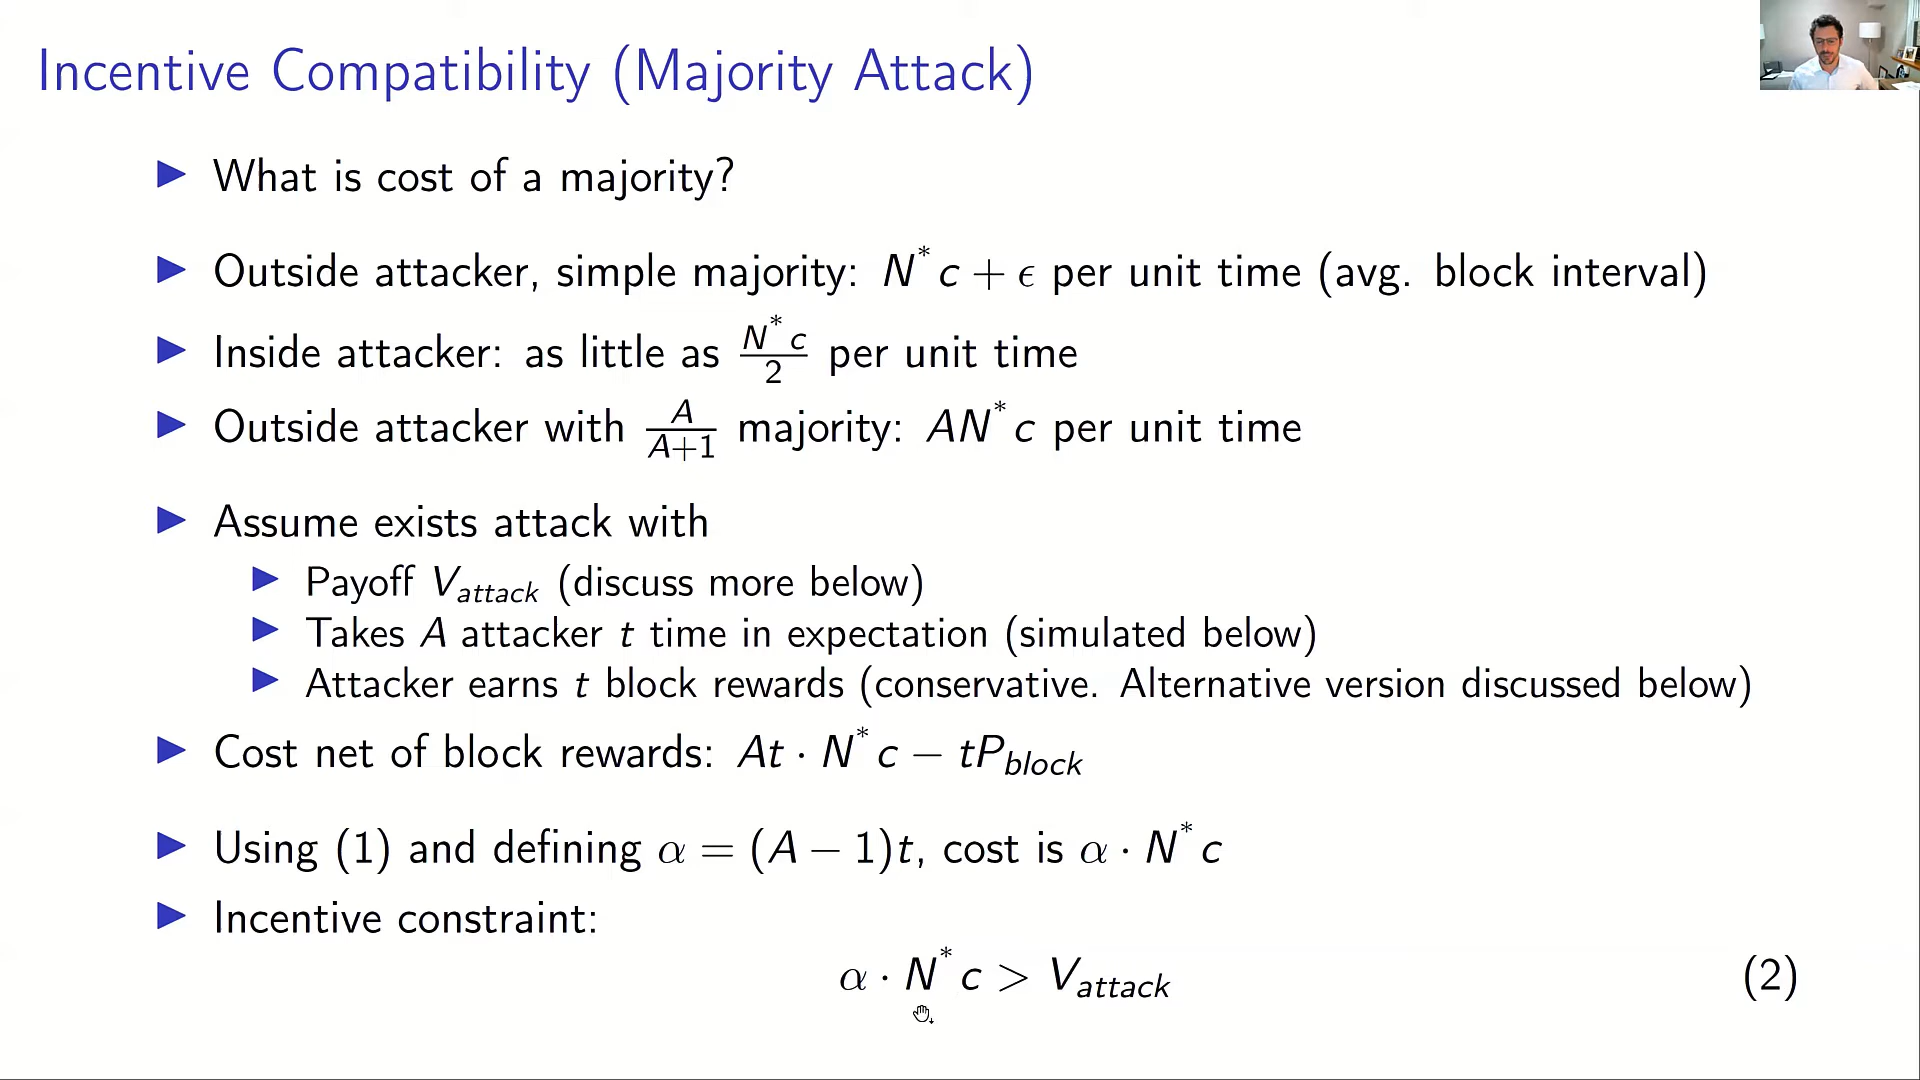 Incentive Compatibility (Majority Attack)
▶ What is cost of a majority?
▶ Outside attacker, simple majority: N*c + ϵ per unit time (avg. block interval)
▶ Inside attacker: as little as N*c/2 per unit time
▶ Outside attacker with A/(A+1) majority: AN*c per unit time
▶ Assume exists attack with
▶ Payoff V_attack (discuss more below)
▶ Takes A attacker t time in expectation (simulated below)
▶ Attacker earns t block rewards (conservative. Alternative version discussed below)
▶ Cost net of block rewards: At · N*c − tP_block
▶ Using (1) and defining α = (A − 1)t, cost is α · N*c
▶ Incentive constraint:
α · N*c > V_attack (2)